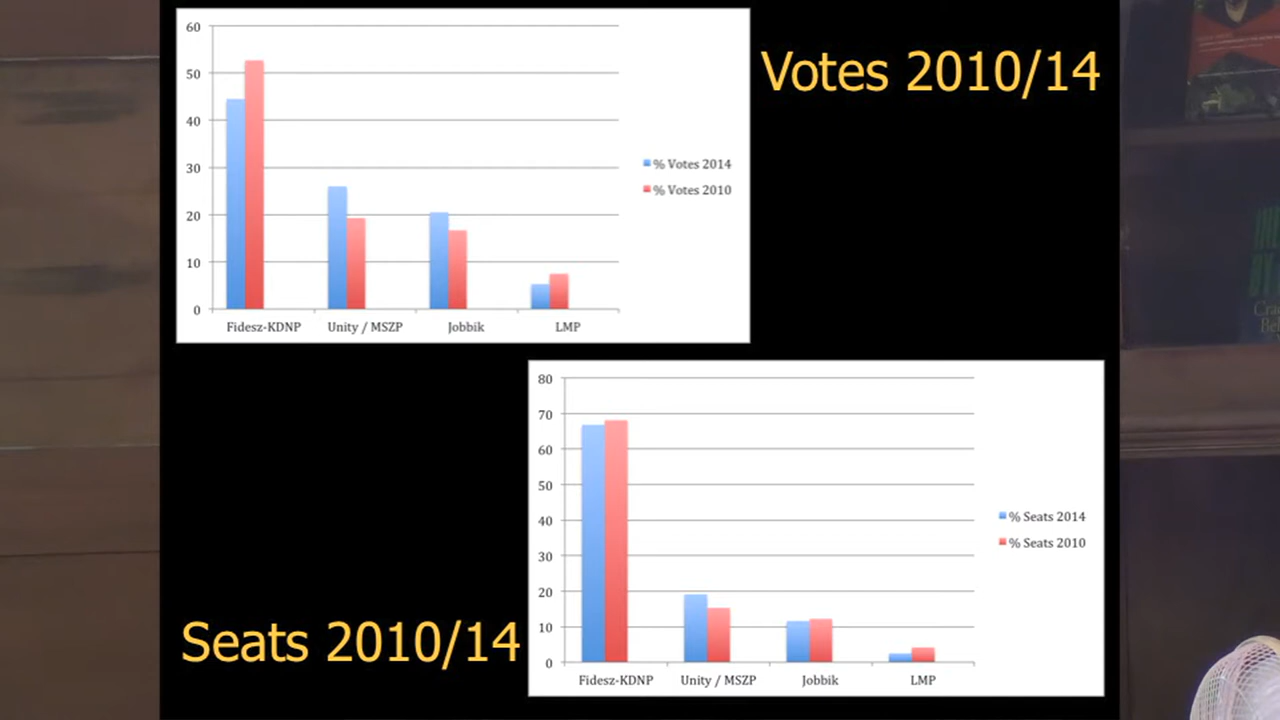 Votes 2010/14
60
50
40
30
20
10
0
Fidesz-KDNP
Unity / MSZP
Jobbik
LMP
% Votes 2014
% Votes 2010
Seats 2010/14
80
70
60
50
40
30
20
10
0
Fidesz-KDNP
Unity / MSZP
Jobbik
LMP
% Seats 2014
% Seats 2010